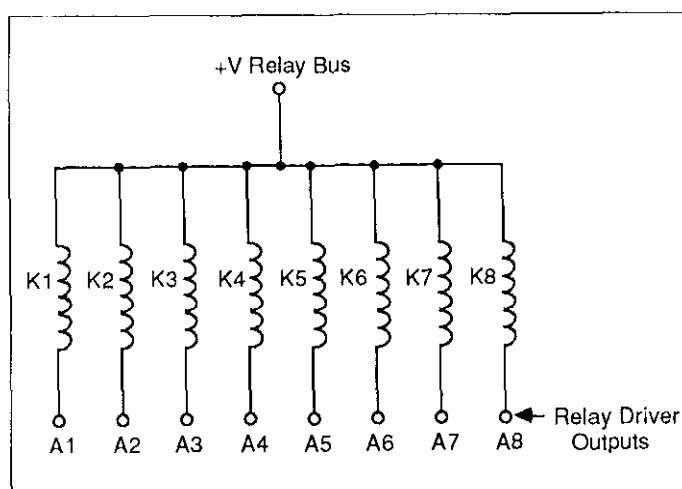 +V Relay Bus
K1 K2 K3 K4 K5 K6 K7 K8
Relay Driver
A1 A2 A3 A4 A5 A6 A7 A8 Outputs